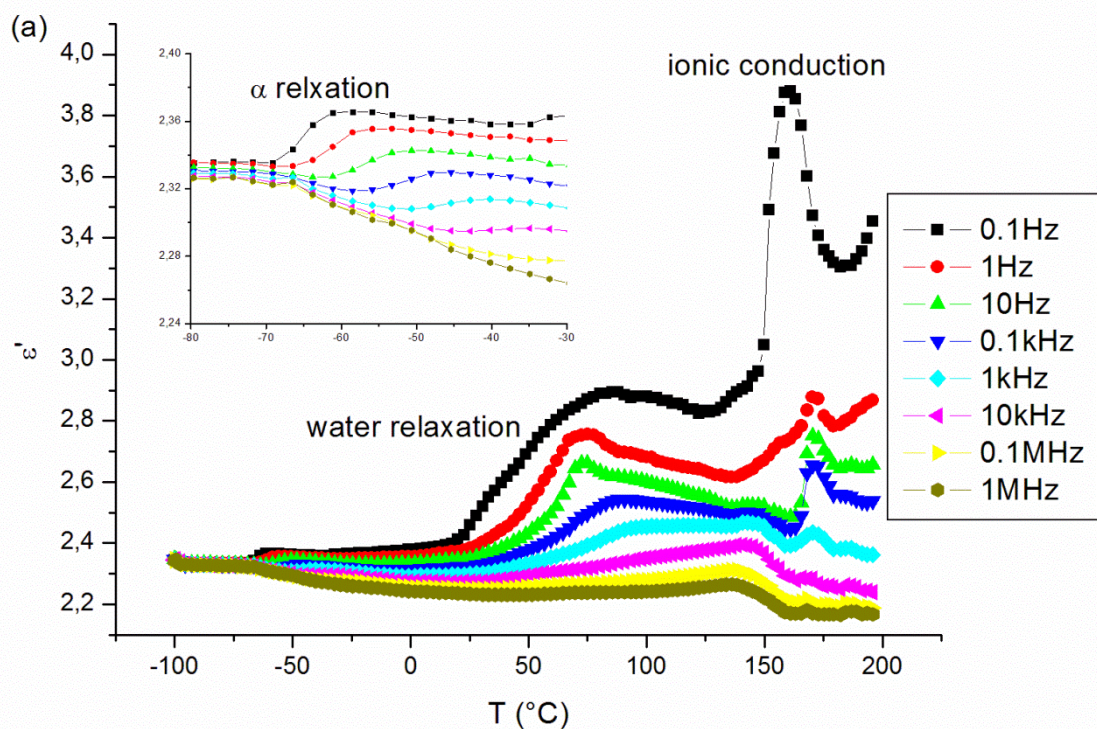 (a)
ε'
4,0
3,8
3,6
3,4
3,2
3,0
2,8
2,6
2,4
2,2
-100
-50
0
50
100
150
200
T (°C)
2,40
2,36
2,32
2,28
2,24
-80
-70
-60
-50
-40
-30
α relxation
ionic conduction
water relaxation
0.1Hz
1Hz
10Hz
0.1kHz
1kHz
10kHz
0.1MHz
1MHz